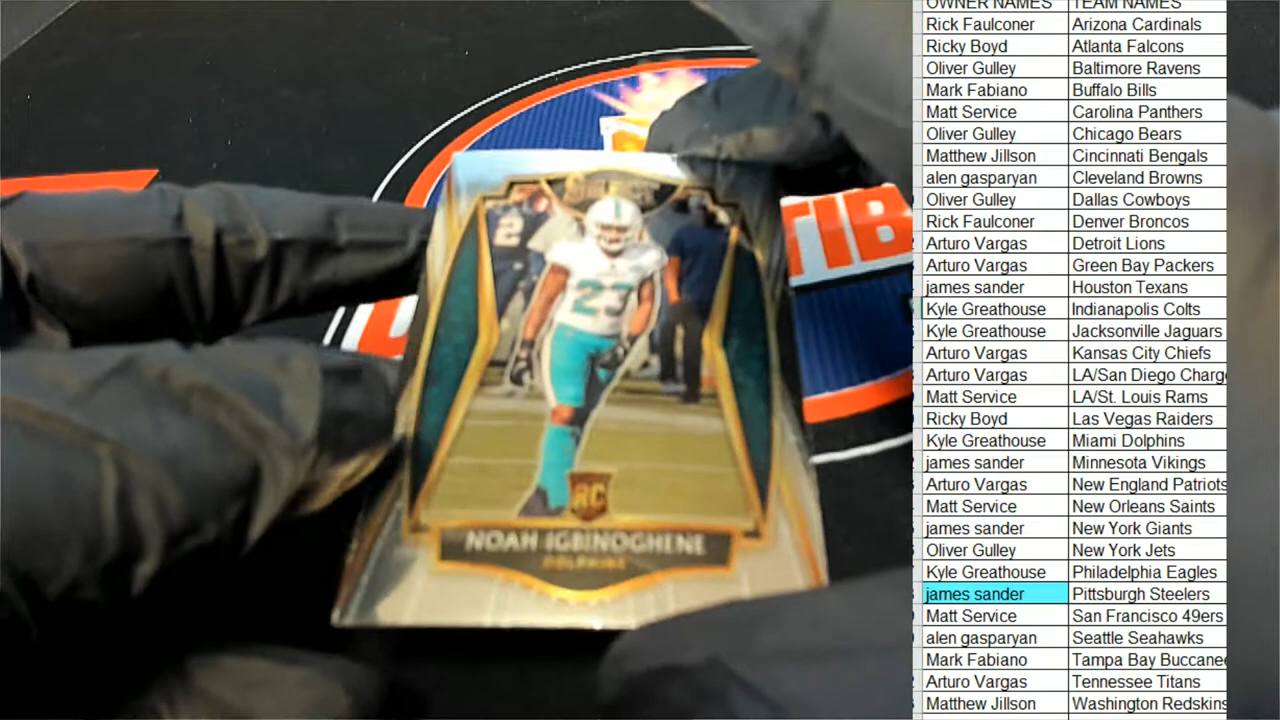 OWNER NAMES TEAM NAMES
Rick Faulconer Arizona Cardinals
Ricky Boyd Atlanta Falcons
Oliver Gulley Baltimore Ravens
Mark Fabiano Buffalo Bills
Matt Service Carolina Panthers
Oliver Gulley Chicago Bears
Matthew Jillson Cincinnati Bengals
alen gasparyan Cleveland Browns
Oliver Gulley Dallas Cowboys
Rick Faulconer Denver Broncos
Arturo Vargas Detroit Lions
Arturo Vargas Green Bay Packers
james sander Houston Texans
Kyle Greathouse Indianapolis Colts
Kyle Greathouse Jacksonville Jaguars
Arturo Vargas Kansas City Chiefs
Arturo Vargas LA/San Diego Charg
Matt Service LA/St. Louis Rams
Ricky Boyd Las Vegas Raiders
Kyle Greathouse Miami Dolphins
james sander Minnesota Vikings
Arturo Vargas New England Patriots
Matt Service New Orleans Saints
james sander New York Giants
Oliver Gulley New York Jets
Kyle Greathouse Philadelphia Eagles
james sander Pittsburgh Steelers
Matt Service San Francisco 49ers
alen gasparyan Seattle Seahawks
Mark Fabiano Tampa Bay Buccanee
Arturo Vargas Tennessee Titans
Matthew Jillson Washington Redskins
23
RC
NOAH IGBINOGHENE
DOLPHINS
TIB